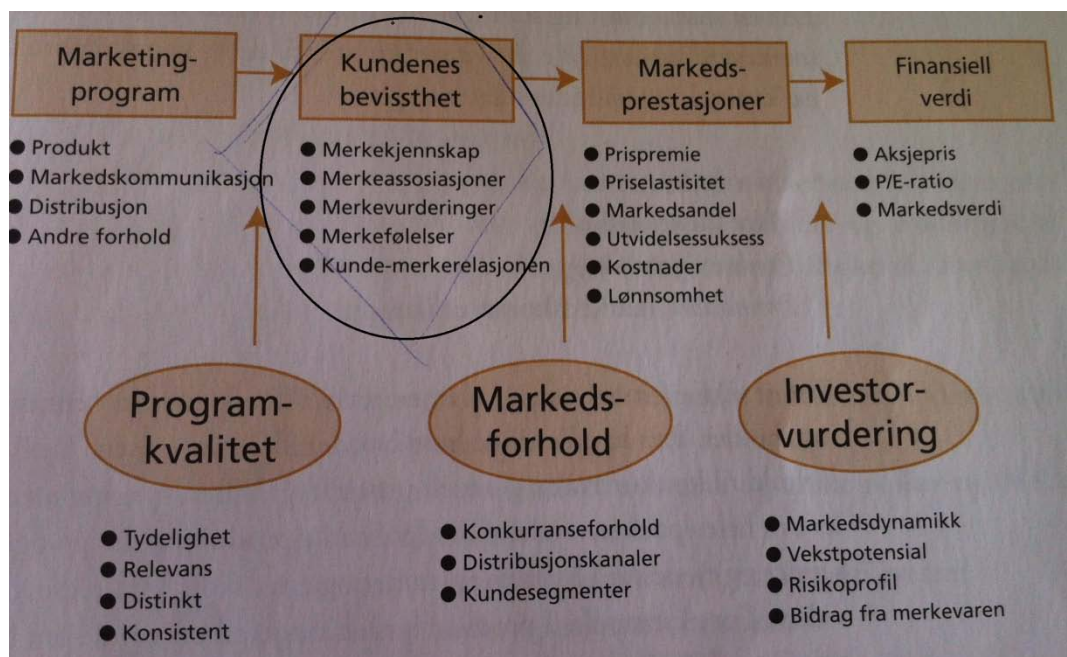 Marketing-
program
Kundenes
bevissthet
Markeds-
prestasjoner
Finansiell
verdi
● Produkt
● Markedskommunikasjon
● Distribusjon
● Andre forhold
● Merkekjennskap
● Merkeassosiasjoner
● Merkevurderinger
● Merkefølelser
● Kunde-merkerelasjonen
● Prispremie
● Priselastisitet
● Markedsandel
● Utvidelsessuksess
● Kostnader
● Lønnsomhet
● Aksjepris
● P/E-ratio
● Markedsverdi
Program-
kvalitet
Markeds-
forhold
Investor-
vurdering
● Tydelighet
● Relevans
● Distinkt
● Konsistent
● Konkurranseforhold
● Distribusjonskanaler
● Kundesegmenter
● Markedsdynamikk
● Vekstpotensial
● Risikoprofil
● Bidrag fra merkevaren